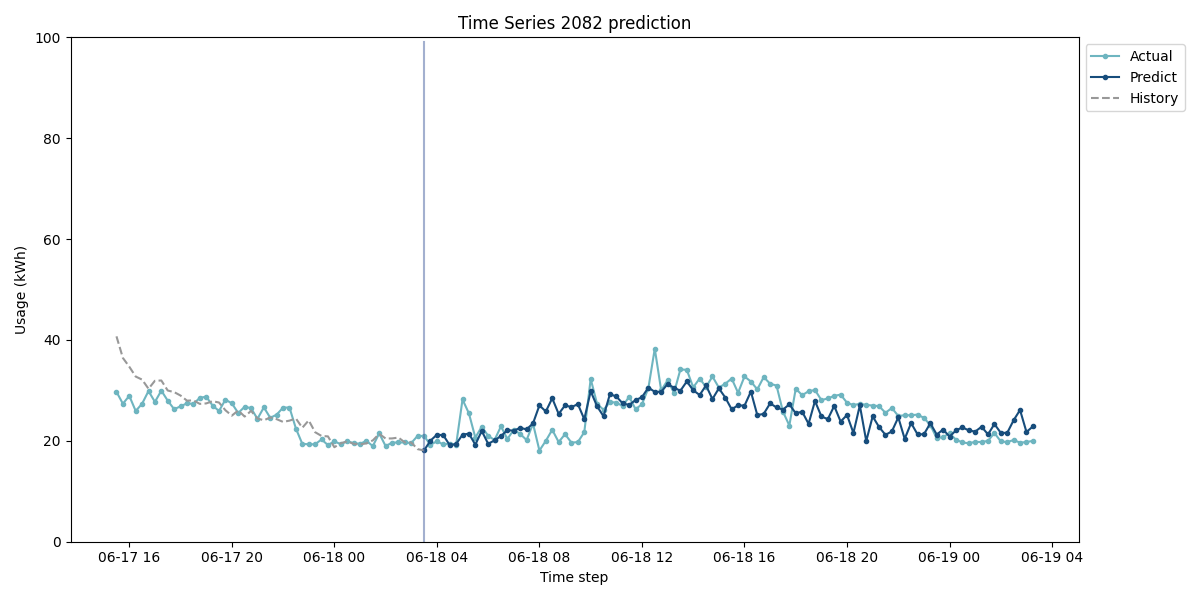 Time Series 2082 prediction
Usage (kWh)
100
80
60
40
20
0
06-17 16
06-17 20
06-18 00
06-18 04
06-18 08
06-18 12
06-18 16
06-18 20
06-19 00
06-19 04
Time step
Actual
Predict
History